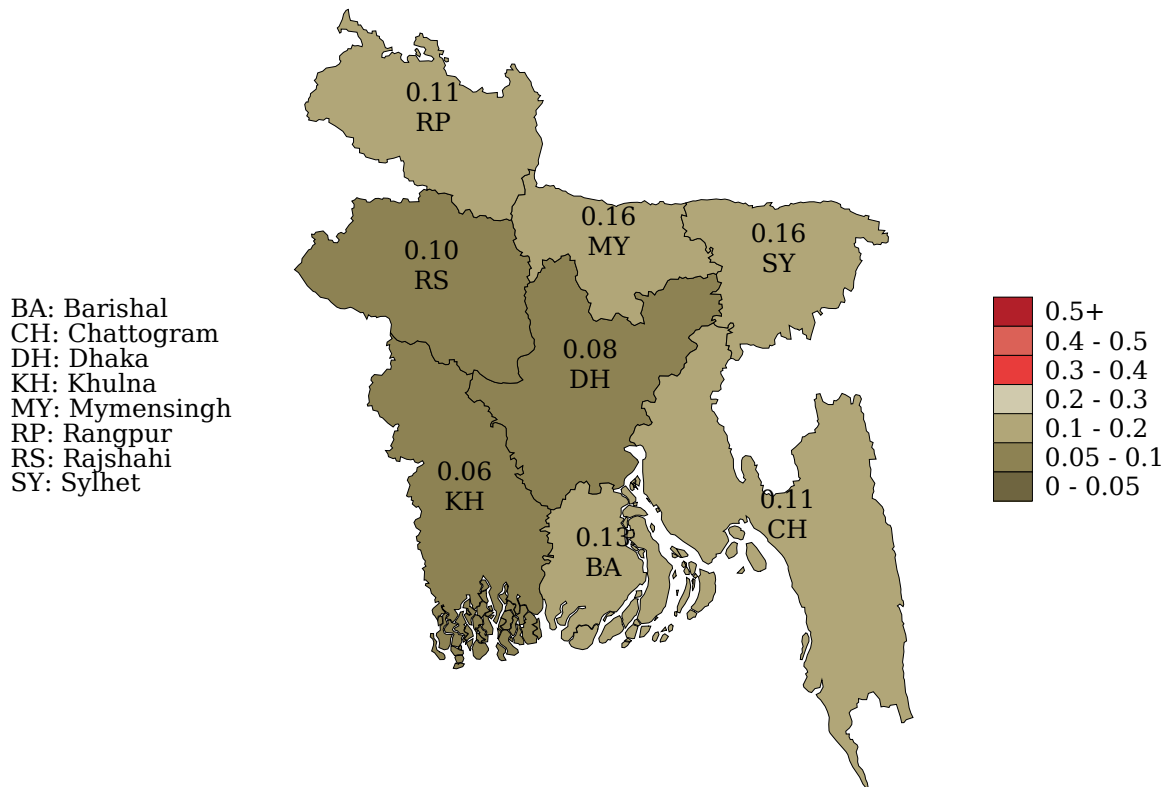 0.11
RP
0.16
MY
0.16
SY
0.10
RS
0.08
DH
0.06
KH
0.13
BA
0.11
CH
BA: Barishal
CH: Chattogram
DH: Dhaka
KH: Khulna
MY: Mymensingh
RP: Rangpur
RS: Rajshahi
SY: Sylhet
0.5+
0.4 - 0.5
0.3 - 0.4
0.2 - 0.3
0.1 - 0.2
0.05 - 0.1
0 - 0.05